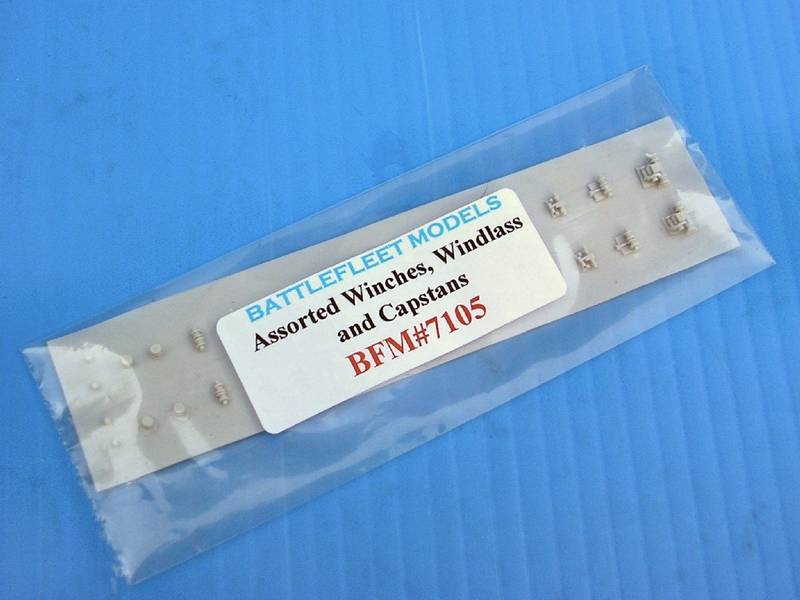 BATTLEFLEET MODELS
Assorted Winches, Windlass
and Capstans
BFM#7105